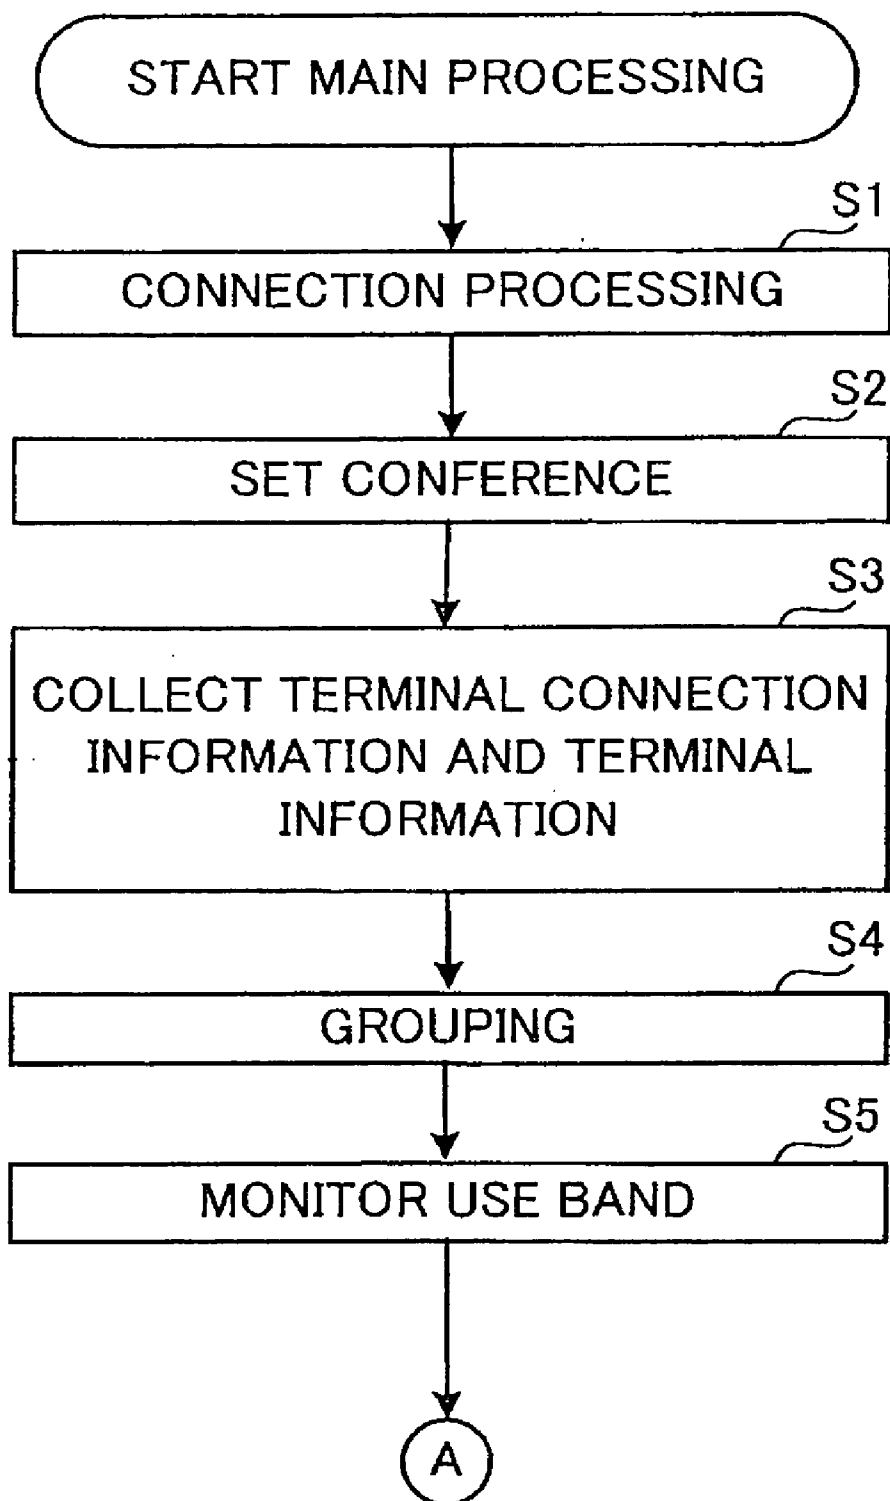 START MAIN PROCESSING
S1
CONNECTION PROCESSING
S2
SET CONFERENCE
S3
COLLECT TERMINAL CONNECTION
INFORMATION AND TERMINAL
INFORMATION
S4
GROUPING
S5
MONITOR USE BAND
A